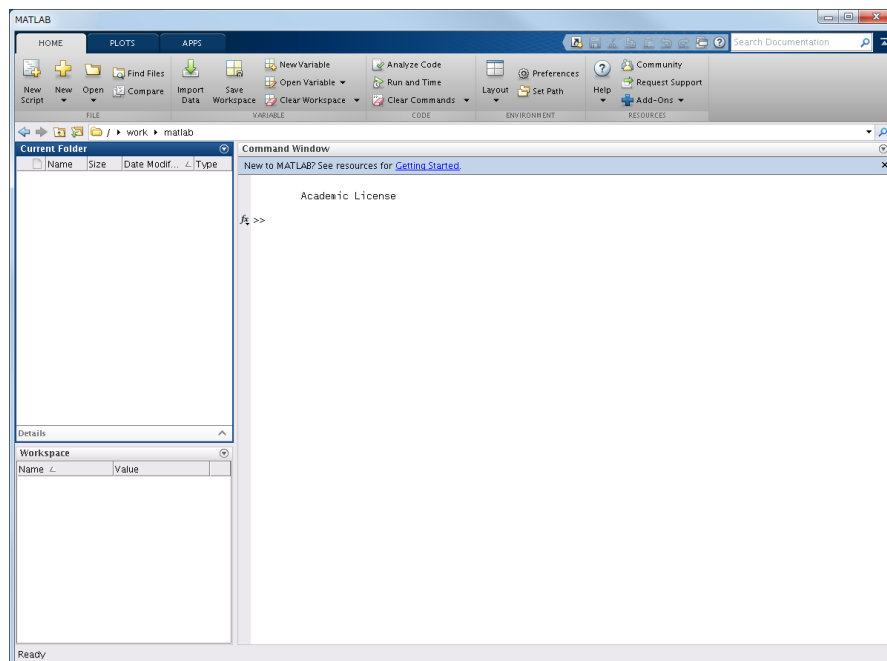 MATLAB
HOME PLOTS APPS
Search Documentation
New Script
New
Open
Find Files
Compare
Import Data
Save Workspace
New Variable
Open Variable
Clear Workspace
Analyze Code
Run and Time
Clear Commands
Layout
Preferences
Set Path
Help
Community
Request Support
Add-Ons
FILE VARIABLE CODE ENVIRONMENT RESOURCES
/ work matlab
Current Folder
Name Size Date Modif... Type
Details
Workspace
Name Value
Command Window
New to MATLAB? See resources for Getting Started.
Academic License
fx >>
Ready